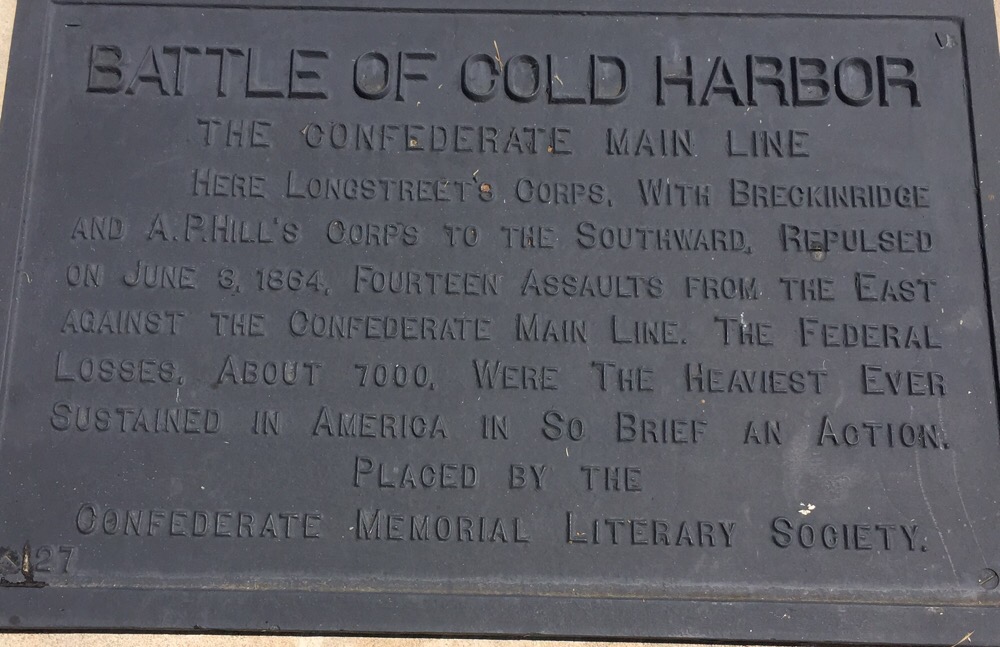 BATTLE OF COLD HARBOR
THE CONFEDERATE MAIN LINE
HERE LONGSTREET'S CORPS, WITH BRECKINRIDGE
AND A.P.HILL'S CORPS TO THE SOUTHWARD, REPULSED
ON JUNE 3, 1864, FOURTEEN ASSAULTS FROM THE EAST
AGAINST THE CONFEDERATE MAIN LINE. THE FEDERAL
LOSSES, ABOUT 7000, WERE THE HEAVIEST EVER
SUSTAINED IN AMERICA IN SO BRIEF AN ACTION.
PLACED BY THE
CONFEDERATE MEMORIAL LITERARY SOCIETY.
27